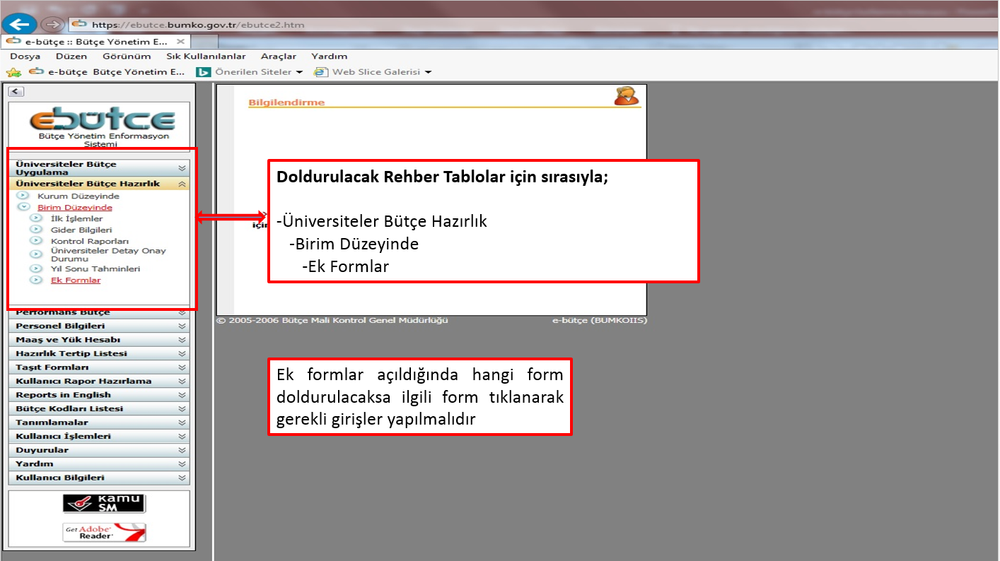 https://ebutce.bumko.gov.tr/ebutce2.htm
e-bütçe :: Bütçe Yönetim E...
Dosya Düzen Görünüm Sık Kullanılanlar Araçlar Yardım
e-bütçe Bütçe Yönetim E... Önerilen Siteler Web Slice Galerisi
ebütçe
Bütçe Yönetim Enformasyon
Sistemi
Üniversiteler Bütçe
Uygulama
Üniversiteler Bütçe Hazırlık
Kurum Düzeyinde
Birim Düzeyinde
İlk İşlemler
Gider Bilgileri
Kontrol Raporları
Üniversiteler Detay Onay
Durumu
Yıl Sonu Tahminleri
Ek Formlar
Performans Bütçe
Personel Bilgileri
Maaş ve Yük Hesabı
Hazırlık Tertip Listesi
Taşıt Formları
Kullanıcı Rapor Hazırlama
Reports in English
Bütçe Kodları Listesi
Tanımlamalar
Kullanıcı İşlemleri
Duyurular
Yardım
Kullanıcı Bilgileri
KAMU
SM
Get Adobe
Reader
Bilgilendirme
için
Doldurulacak Rehber Tablolar için sırasıyla;
-Üniversiteler Bütçe Hazırlık
-Birim Düzeyinde
-Ek Formlar
© 2005-2006 Bütçe Mali Kontrol Genel Müdürlüğü e-bütçe (BUMKOIIS)
Ek formlar açıldığında hangi form
doldurulacaksa ilgili form tıklanarak
gerekli girişler yapılmalıdır